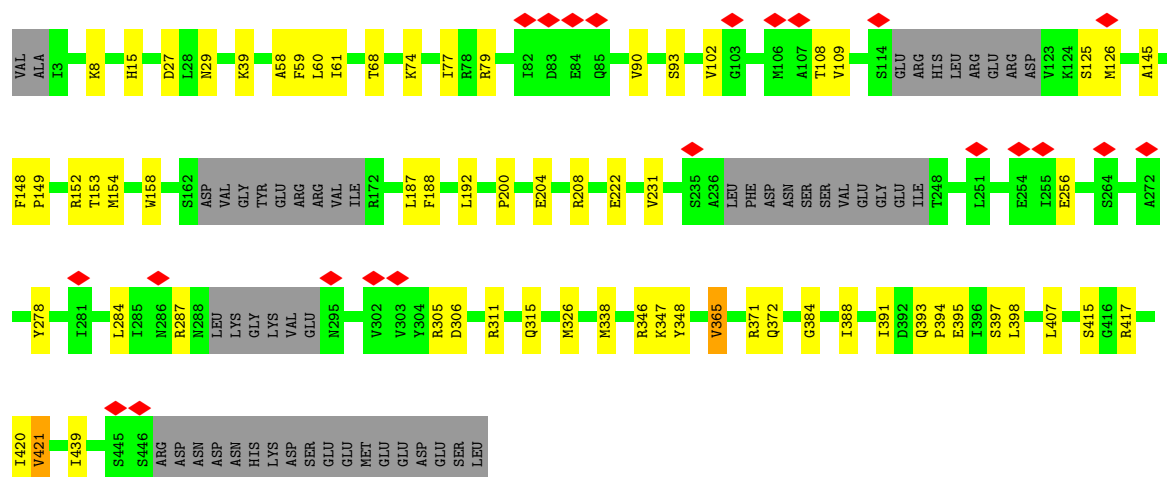 VAL ALA I3 K8 H15 D27 L28 N29 K39 A58 F59 L60 I61 T68 K74 I77 R78 R79 I82 D83 E84 Q85 V90 S93 V102 G103 M106 A107 T108 V109 S114 GLU ARG HIS LEU ARG GLU ARG ASP V123 K124 S125 M126 A145
F148 P149 R152 T153 M154 W158 S162 ASP VAL GLY TYR GLU ARG ARG VAL ILE R172 L187 F188 L192 P200 E204 R208 E222 V231 S235 A236 LEU PHE ASP ASN SER SER VAL GLU GLY GLU ILE T248 L251 E254 I255 E256 S264 A272
Y278 I281 L284 I285 N286 R287 N288 LEU LYS GLY LYS VAL GLU N295 V302 V303 Y304 R305 D306 R311 Q315 M326 M338 R346 K347 Y348 V365 R371 Q372 G384 I388 I391 D392 Q393 P394 E395 I396 S397 L398 L407 S415 G416 R417
I420 V421 I439 S445 S446 ARG ASP ASN ASP ASN HIS LYS ASP SER GLU GLU MET GLU GLU ASP GLU SER LEU